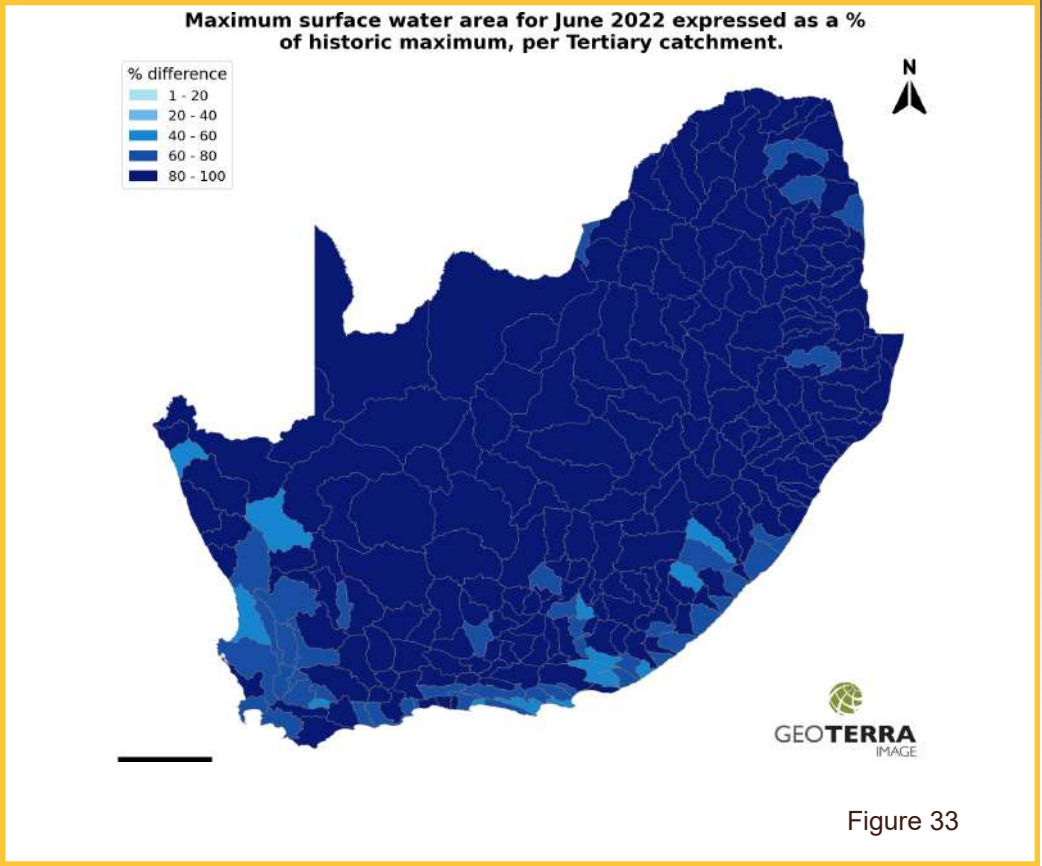 Maximum surface water area for June 2022 expressed as a %
of historic maximum, per Tertiary catchment.
N
% difference
1 - 20
20 - 40
40 - 60
60 - 80
80 - 100
GEOTERRA
IMAGE
Figure 33